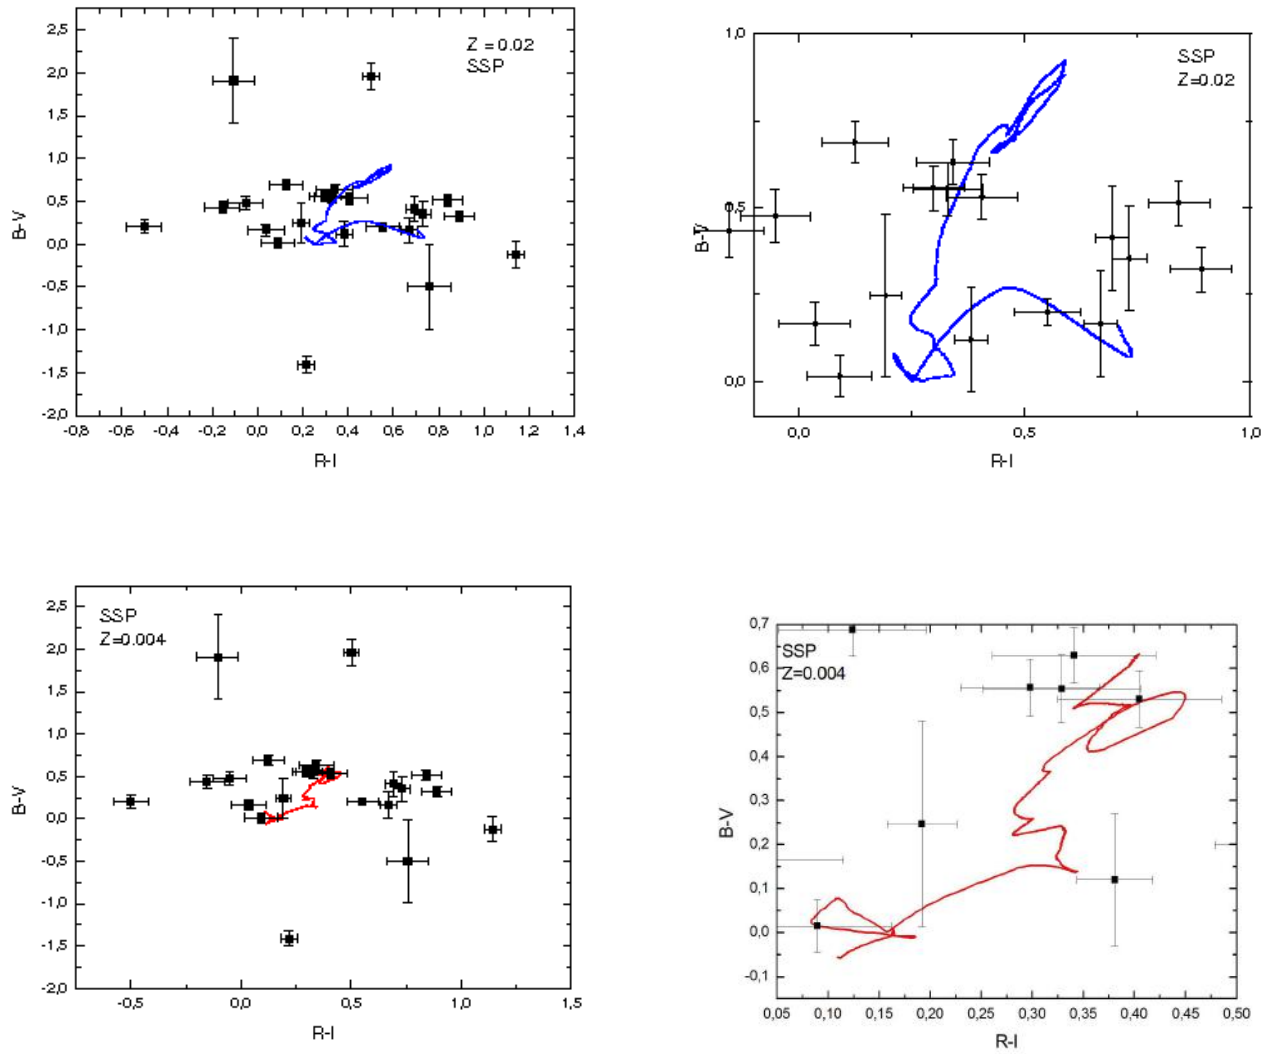 2,5
2,0
1,5
1,0
0,5
0,0
-0,5
-1,0
-1,5
-2,0
B-V
Z = 0.02
SSP
-0,8 -0,6 -0,4 -0,2 0,0 0,2 0,4 0,6 0,8 1,0 1,2 1,4
R-I
1,0
0,5
0,0
B-V
SSP
Z=0.02
0,0 0,5 1,0
R-I
2,5
2,0
1,5
1,0
0,5
0,0
-0,5
-1,0
-1,5
-2,0
B-V
SSP
Z=0.004
-0,5 0,0 0,5 1,0 1,5
R-I
0,7
0,6
0,5
0,4
0,3
0,2
0,1
0,0
-0,1
B-V
SSP
Z=0.004
0,05 0,10 0,15 0,20 0,25 0,30 0,35 0,40 0,45 0,50
R-I